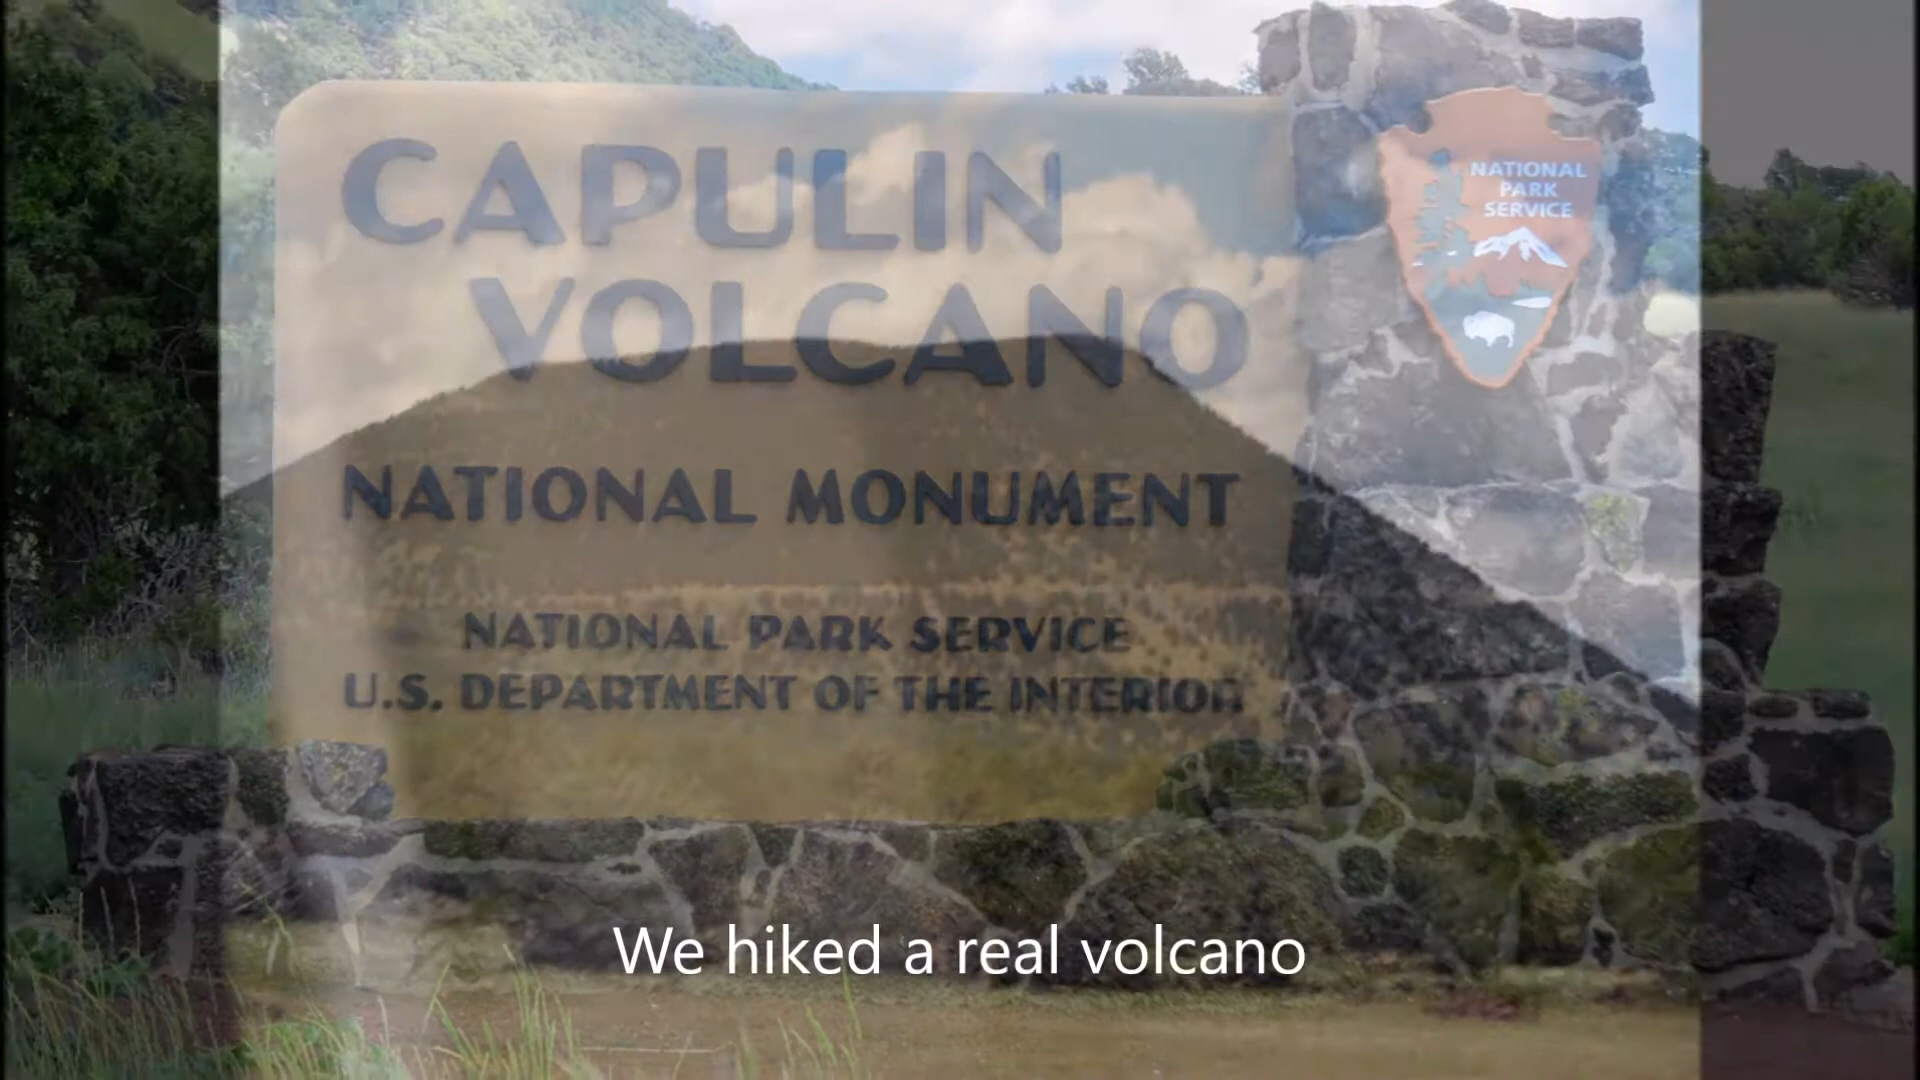 CAPULIN
VOLCANO
NATIONAL MONUMENT
NATIONAL PARK SERVICE
U.S. DEPARTMENT OF THE INTERIOR
NATIONAL
PARK
SERVICE
We hiked a real volcano